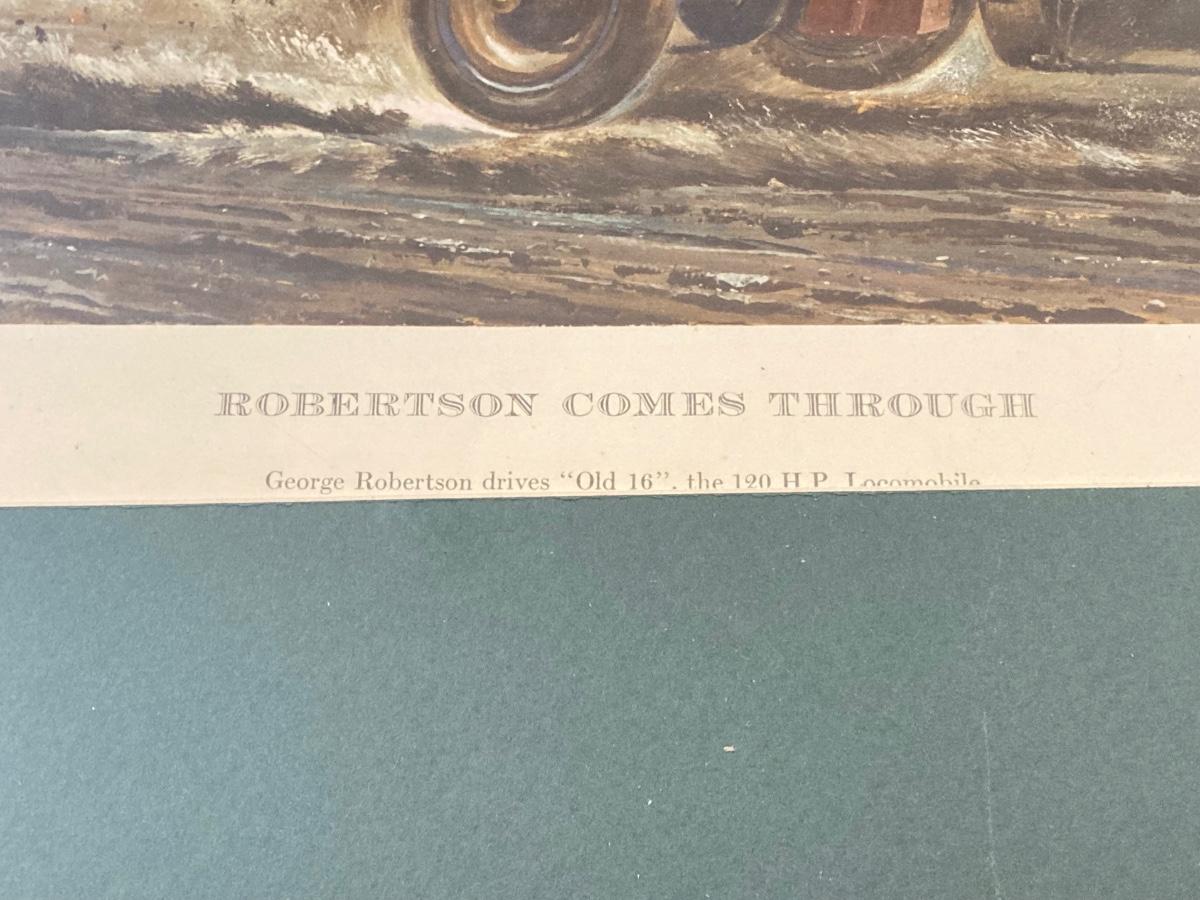 ROBERTSON COMES THROUGH
George Robertson drives “Old 16”, the 120 H.P. Locomobile